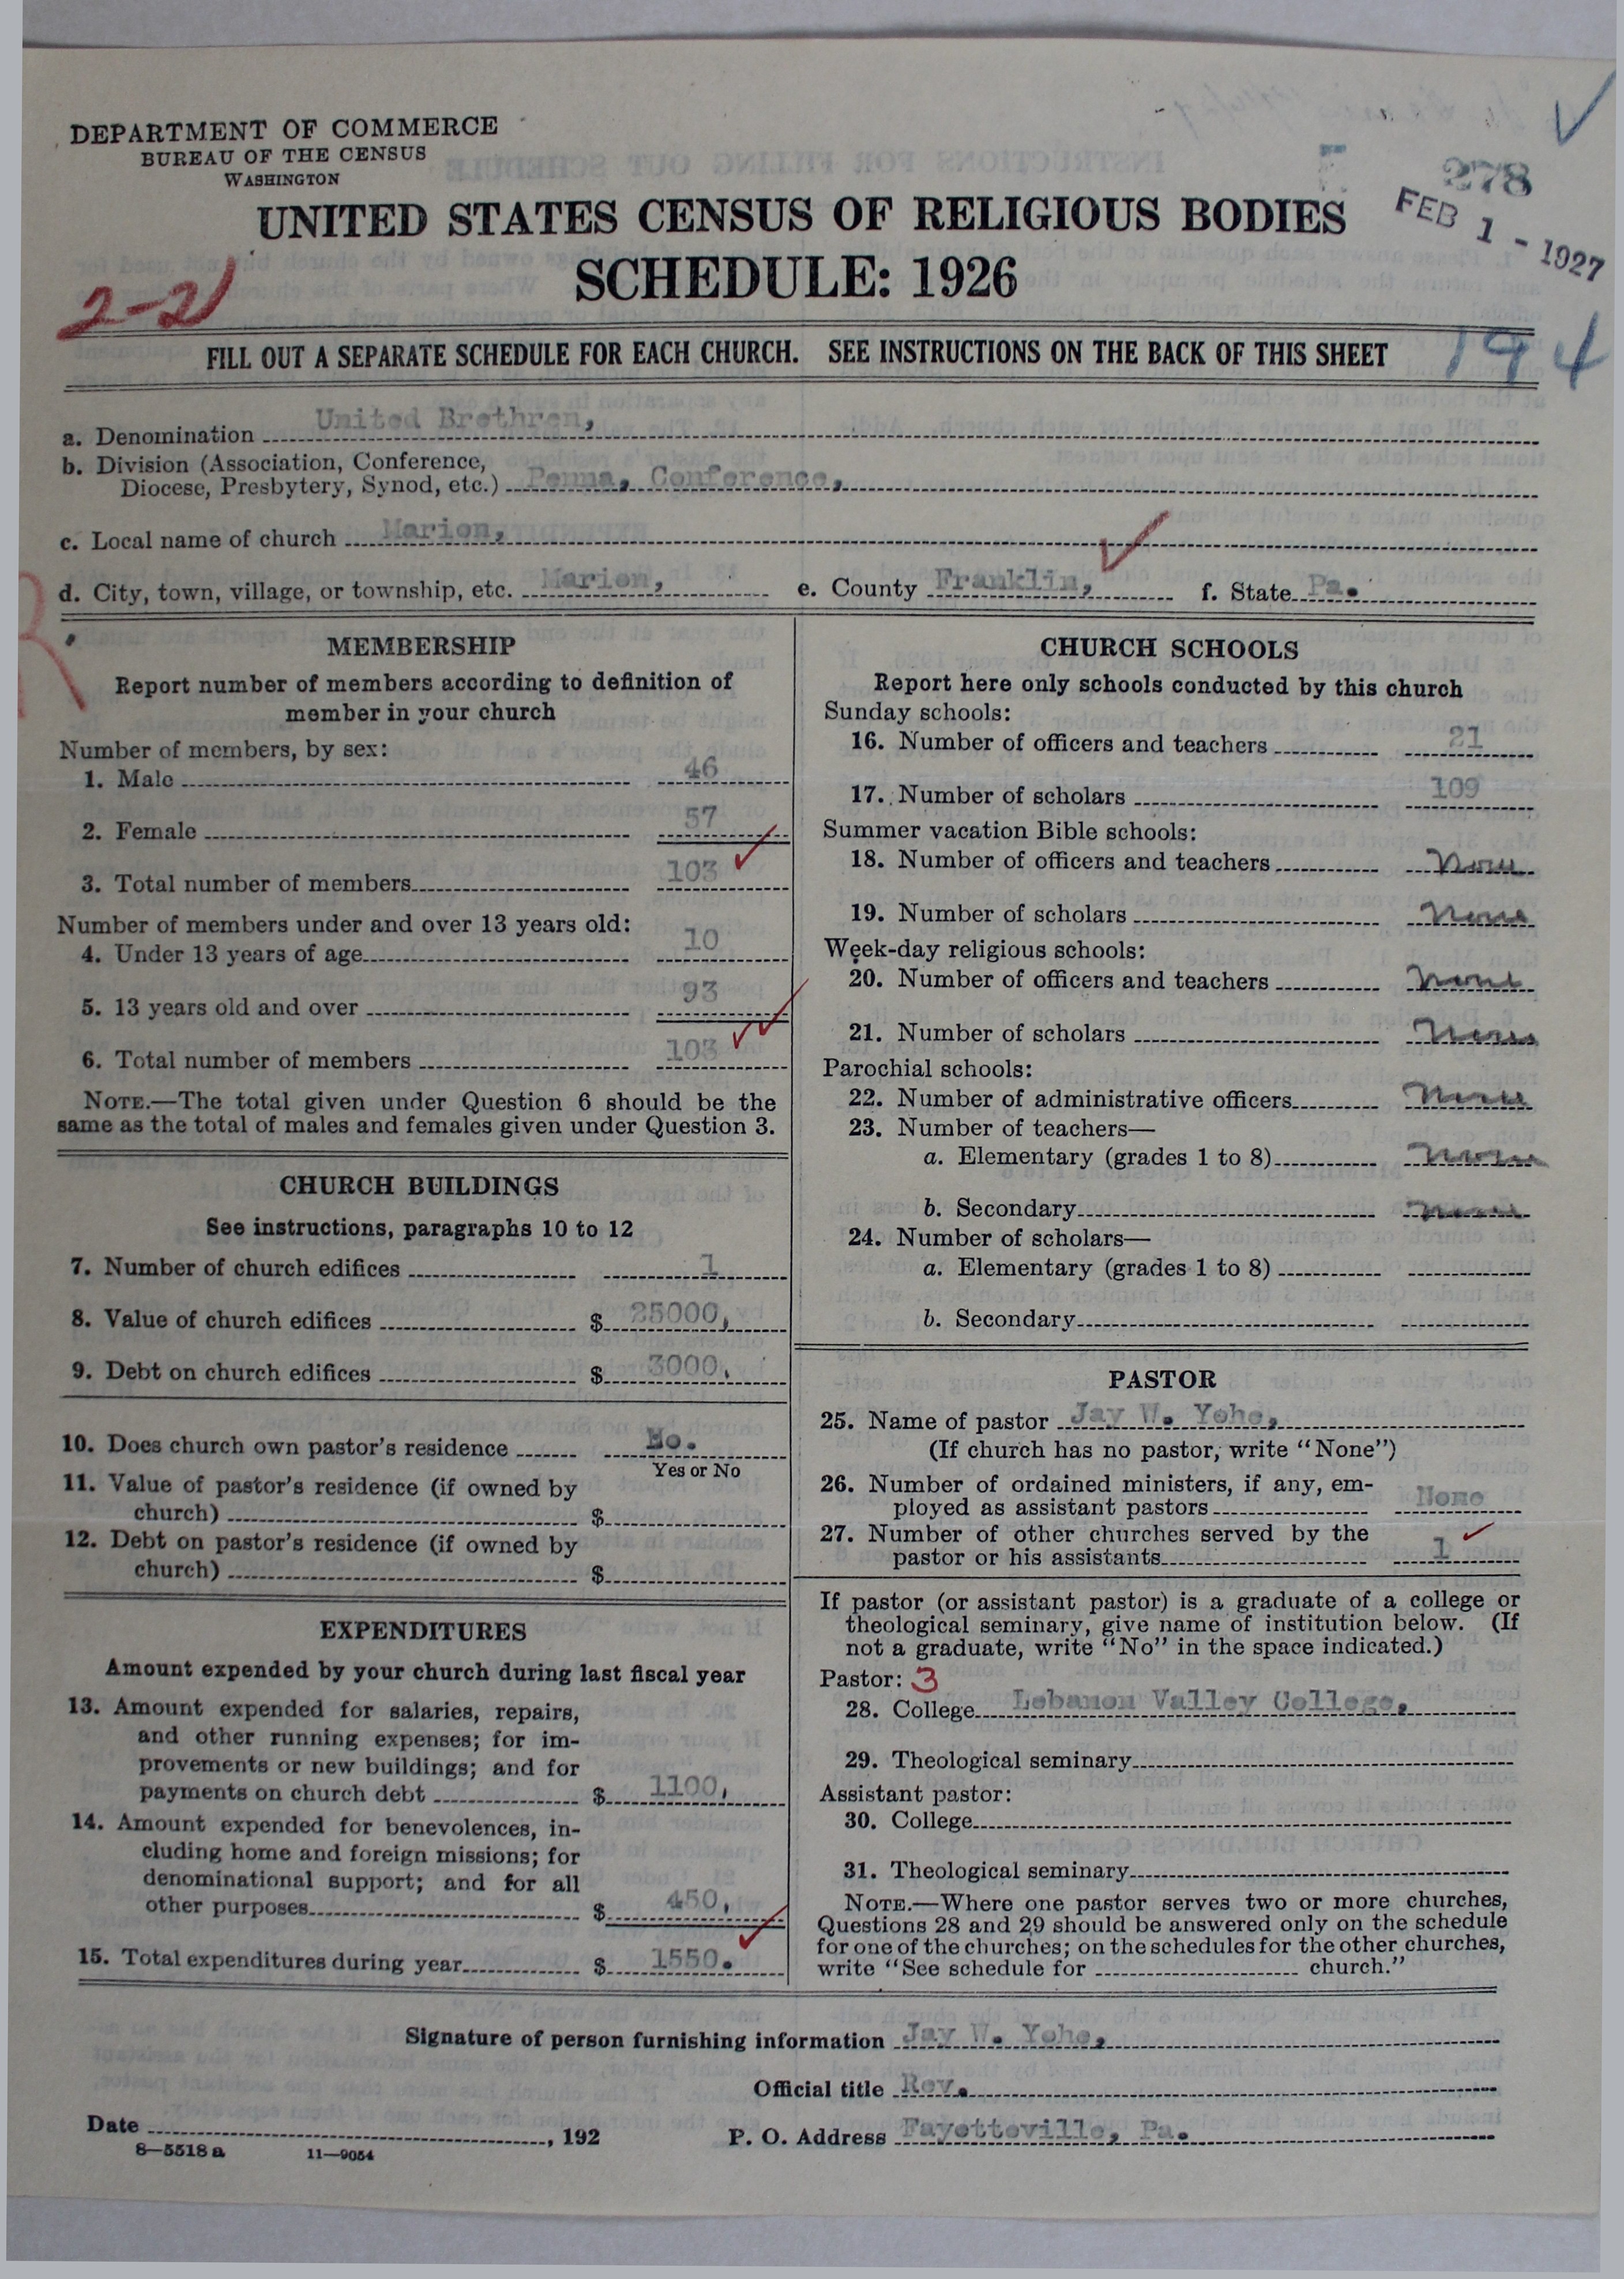 DEPARTMENT OF COMMERCE
BUREAU OF THE CENSUS
WASHINGTON
278
FEB 1 - 1927
UNITED STATES CENSUS OF RELIGIOUS BODIES
SCHEDULE: 1926
2-21
FILL OUT A SEPARATE SCHEDULE FOR EACH CHURCH. SEE INSTRUCTIONS ON THE BACK OF THIS SHEET
194
a. Denomination United Brethren,
b. Division (Association, Conference,
Diocese, Presbytery, Synod, etc.) Penna, Conference,
c. Local name of church Marion,
d. City, town, village, or township, etc. Marion, e. County Franklin, f. State Pa.
MEMBERSHIP
Report number of members according to definition of
member in your church
Number of members, by sex:
1. Male 46
2. Female 57
3. Total number of members 103
Number of members under and over 13 years old:
4. Under 13 years of age 10
5. 13 years old and over 93
6. Total number of members 103
NOTE.—The total given under Question 6 should be the
same as the total of males and females given under Question 3.
CHURCH BUILDINGS
See instructions, paragraphs 10 to 12
7. Number of church edifices 1
8. Value of church edifices $ 25000,
9. Debt on church edifices $ 3000.
10. Does church own pastor's residence No.
Yes or No
11. Value of pastor's residence (if owned by
church) $
12. Debt on pastor's residence (if owned by
church) $
EXPENDITURES
Amount expended by your church during last fiscal year
13. Amount expended for salaries, repairs,
and other running expenses; for im-
provements or new buildings; and for
payments on church debt $ 1100,
14. Amount expended for benevolences, in-
cluding home and foreign missions; for
denominational support; and for all
other purposes $ 450,
15. Total expenditures during year $ 1550.
CHURCH SCHOOLS
Report here only schools conducted by this church
Sunday schools:
16. Number of officers and teachers 21
17. Number of scholars 109
Summer vacation Bible schools:
18. Number of officers and teachers None
19. Number of scholars None
Week-day religious schools:
20. Number of officers and teachers None
21. Number of scholars None
Parochial schools:
22. Number of administrative officers None
23. Number of teachers—
a. Elementary (grades 1 to 8) None
b. Secondary None
24. Number of scholars—
a. Elementary (grades 1 to 8)
b. Secondary
PASTOR
25. Name of pastor Jay W. Yohe,
(If church has no pastor, write "None")
26. Number of ordained ministers, if any, em-
ployed as assistant pastors None
27. Number of other churches served by the
pastor or his assistants 1
If pastor (or assistant pastor) is a graduate of a college or
theological seminary, give name of institution below. (If
not a graduate, write "No" in the space indicated.)
Pastor: 3
28. College Lebanon Valley College,
29. Theological seminary
Assistant pastor:
30. College
31. Theological seminary
NOTE.—Where one pastor serves two or more churches,
Questions 28 and 29 should be answered only on the schedule
for one of the churches; on the schedules for the other churches,
write "See schedule for church."
Signature of person furnishing information Jay W. Yohe,
Official title Rev.
Date , 192
P. O. Address Fayetteville, Pa.
8—5518 a 11—9054